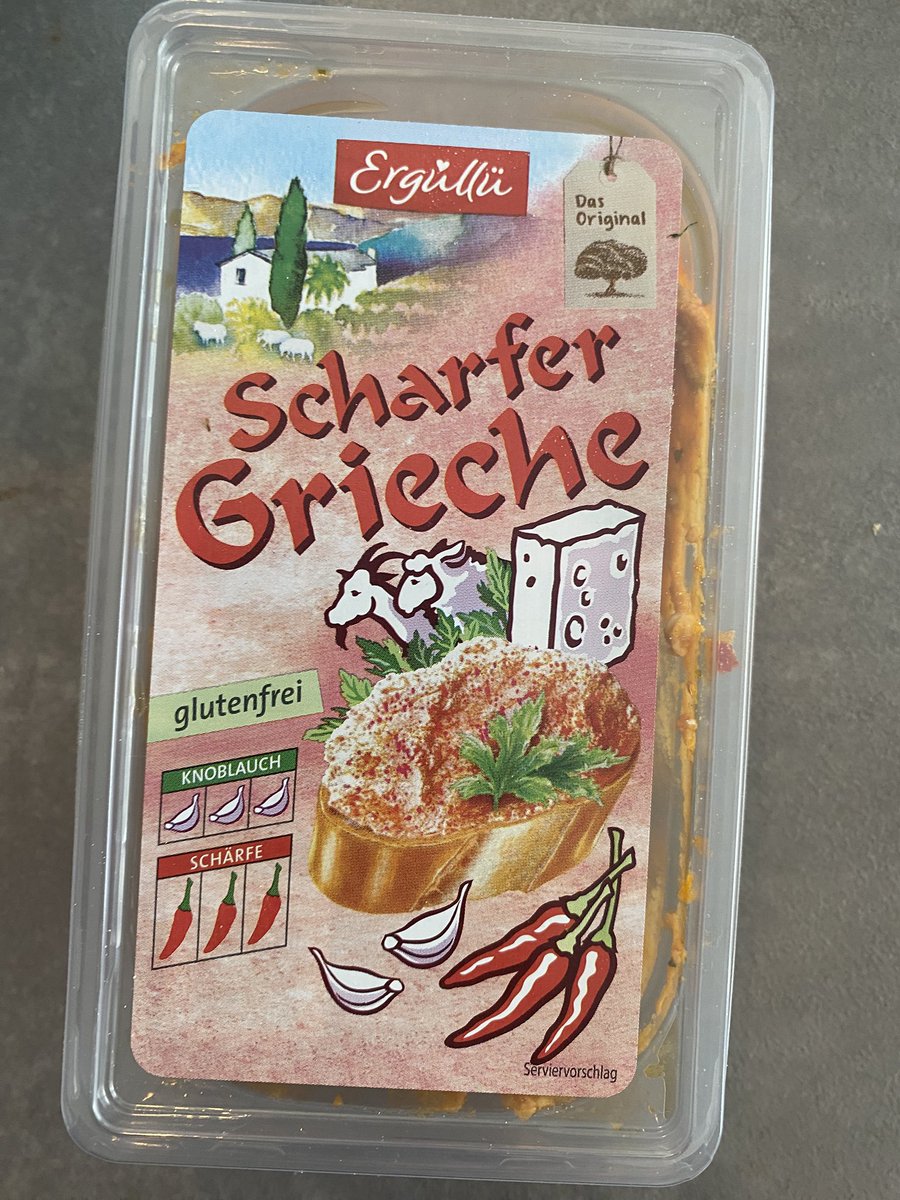 Ergüllü
Das
Original
Scharfer
Grieche
glutenfrei
KNOBLAUCH
SCHÄRFE
Serviervorschlag